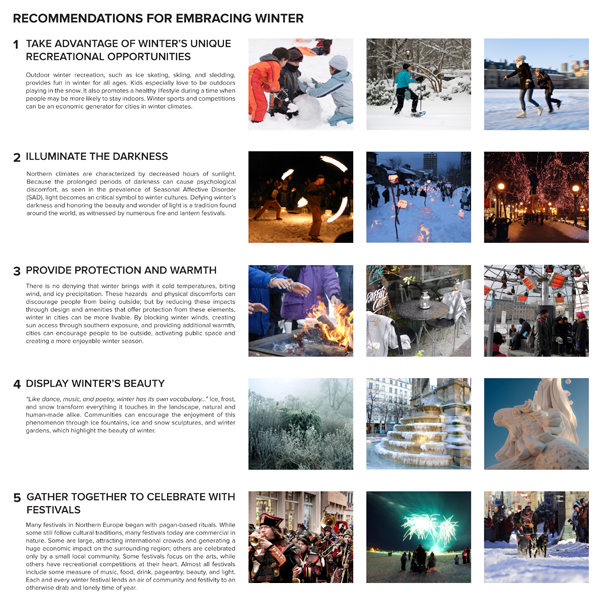 RECOMMENDATIONS FOR EMBRACING WINTER
1 TAKE ADVANTAGE OF WINTER'S UNIQUE
RECREATIONAL OPPORTUNITIES
Outdoor winter recreation, such as ice skating, skiing, and sledding,
provides fun in winter for all ages. Kids especially love to be outdoors
playing in the snow. It also promotes a healthy lifestyle during a time when
people may be more likely to stay indoors. Winter sports and competitions
can be an economic generator for cities in winter climates.
2 ILLUMINATE THE DARKNESS
Northern climates are characterized by decreased hours of sunlight.
Because the prolonged periods of darkness can cause psychological
discomfort, as seen in the prevalence of Seasonal Affective Disorder
(SAD), light becomes an critical symbol to winter cultures. Defying winter's
darkness and honoring the beauty and wonder of light is a tradition found
around the world, as witnessed by numerous fire and lantern festivals.
3 PROVIDE PROTECTION AND WARMTH
There is no denying that winter brings with it cold temperatures, biting
wind, and icy precipitation. These hazards and physical discomforts can
discourage people from being outside; but by reducing these impacts
through design and amenities that offer protection from these elements,
winter in cities can be more livable. By blocking winter winds, creating
sun access through southern exposure, and providing additional warmth,
cities can encourage people to be outside, activating public space and
creating a more enjoyable winter season.
4 DISPLAY WINTER'S BEAUTY
"Like dance, music, and poetry, winter has its own vocabulary..." Ice, frost,
and snow transform everything it touches in the landscape, natural and
human-made alike. Communities can encourage the enjoyment of this
phenomenon through ice fountains, ice and snow sculptures, and winter
gardens, which highlight the beauty of winter.
5 GATHER TOGETHER TO CELEBRATE WITH
FESTIVALS
Many festivals in Northern Europe began with pagan-based rituals. While
some still follow cultural traditions, many festivals today are commercial in
nature. Some are large, attracting international crowds and generating a
huge economic impact on the surrounding region; others are celebrated
only by a small local community. Some festivals focus on the arts, while
others have recreational competitions at their heart. Almost all festivals
include some measure of music, food, drink, pageantry, beauty, and light.
Each and every winter festival lends an air of community and festivity to an
otherwise drab and lonely time of year.